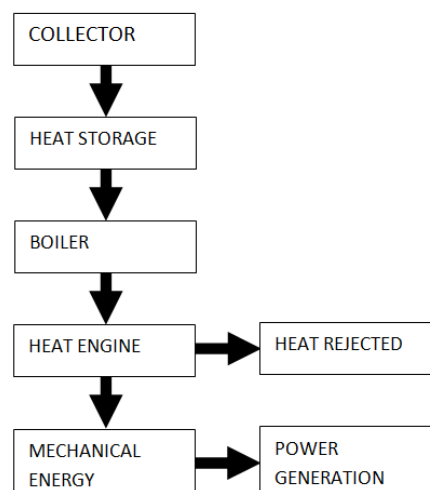 COLLECTOR
HEAT STORAGE
BOILER
HEAT ENGINE
HEAT REJECTED
MECHANICAL
ENERGY
POWER
GENERATION